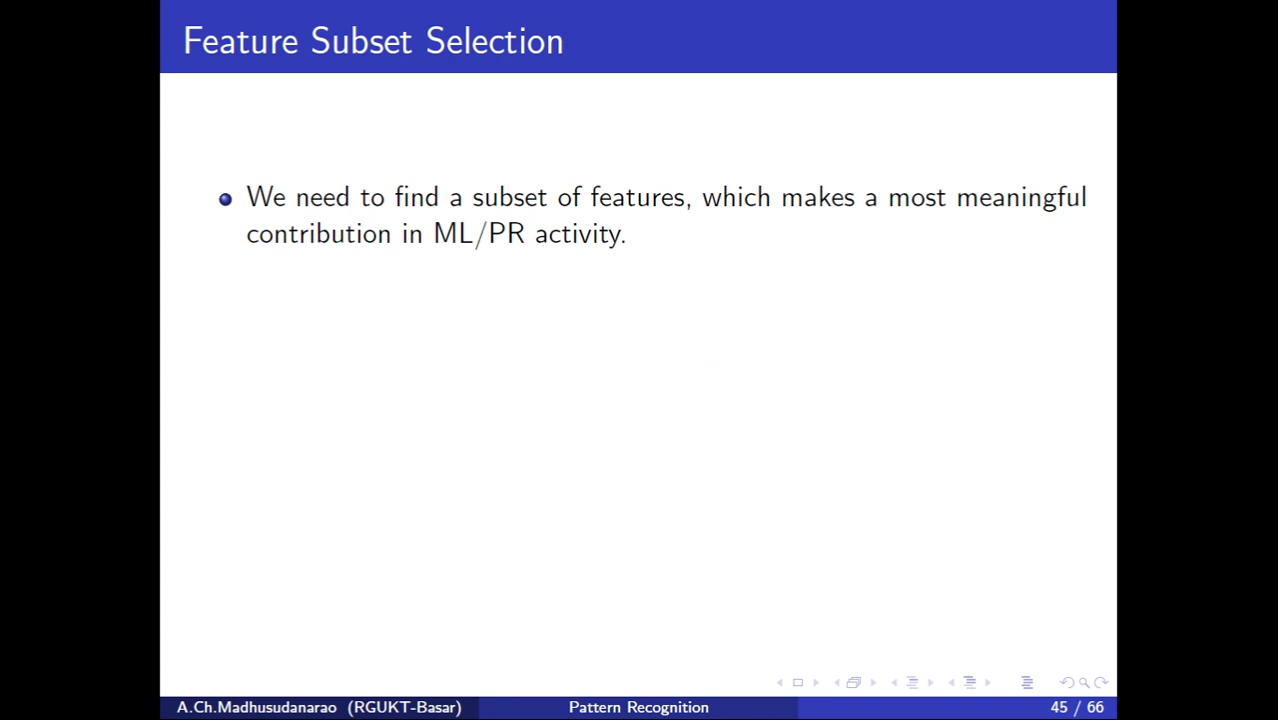 Feature Subset Selection
We need to find a subset of features, which makes a most meaningful
contribution in ML/PR activity.
A.Ch.Madhusudanarao (RGUKT-Basar) Pattern Recognition 45 / 66